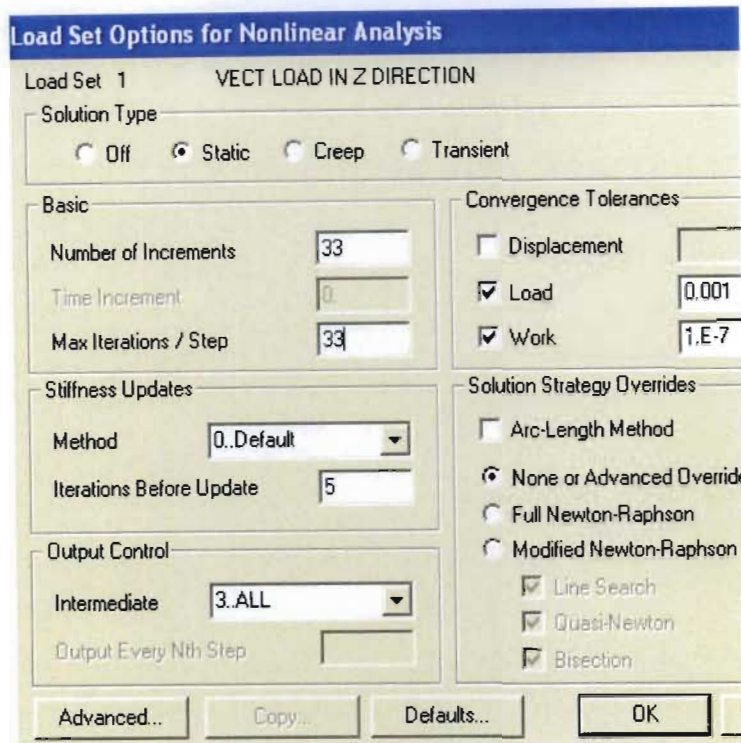 Load Set Options for Nonlinear Analysis
Load Set 1 VECT LOAD IN Z DIRECTION
Solution Type
Off Static Creep Transient
Basic
Number of Increments 33
Time Increment 0.
Max Iterations / Step 33
Convergence Tolerances
Displacement
Load 0.001
Work 1.E-7
Stiffness Updates
Method 0..Default
Iterations Before Update 5
Solution Strategy Overrides
Arc-Length Method
None or Advanced Override
Full Newton-Raphson
Modified Newton-Raphson
Line Search
Quasi-Newton
Bisection
Output Control
Intermediate 3..ALL
Output Every Nth Step
Advanced... Copy... Defaults... OK